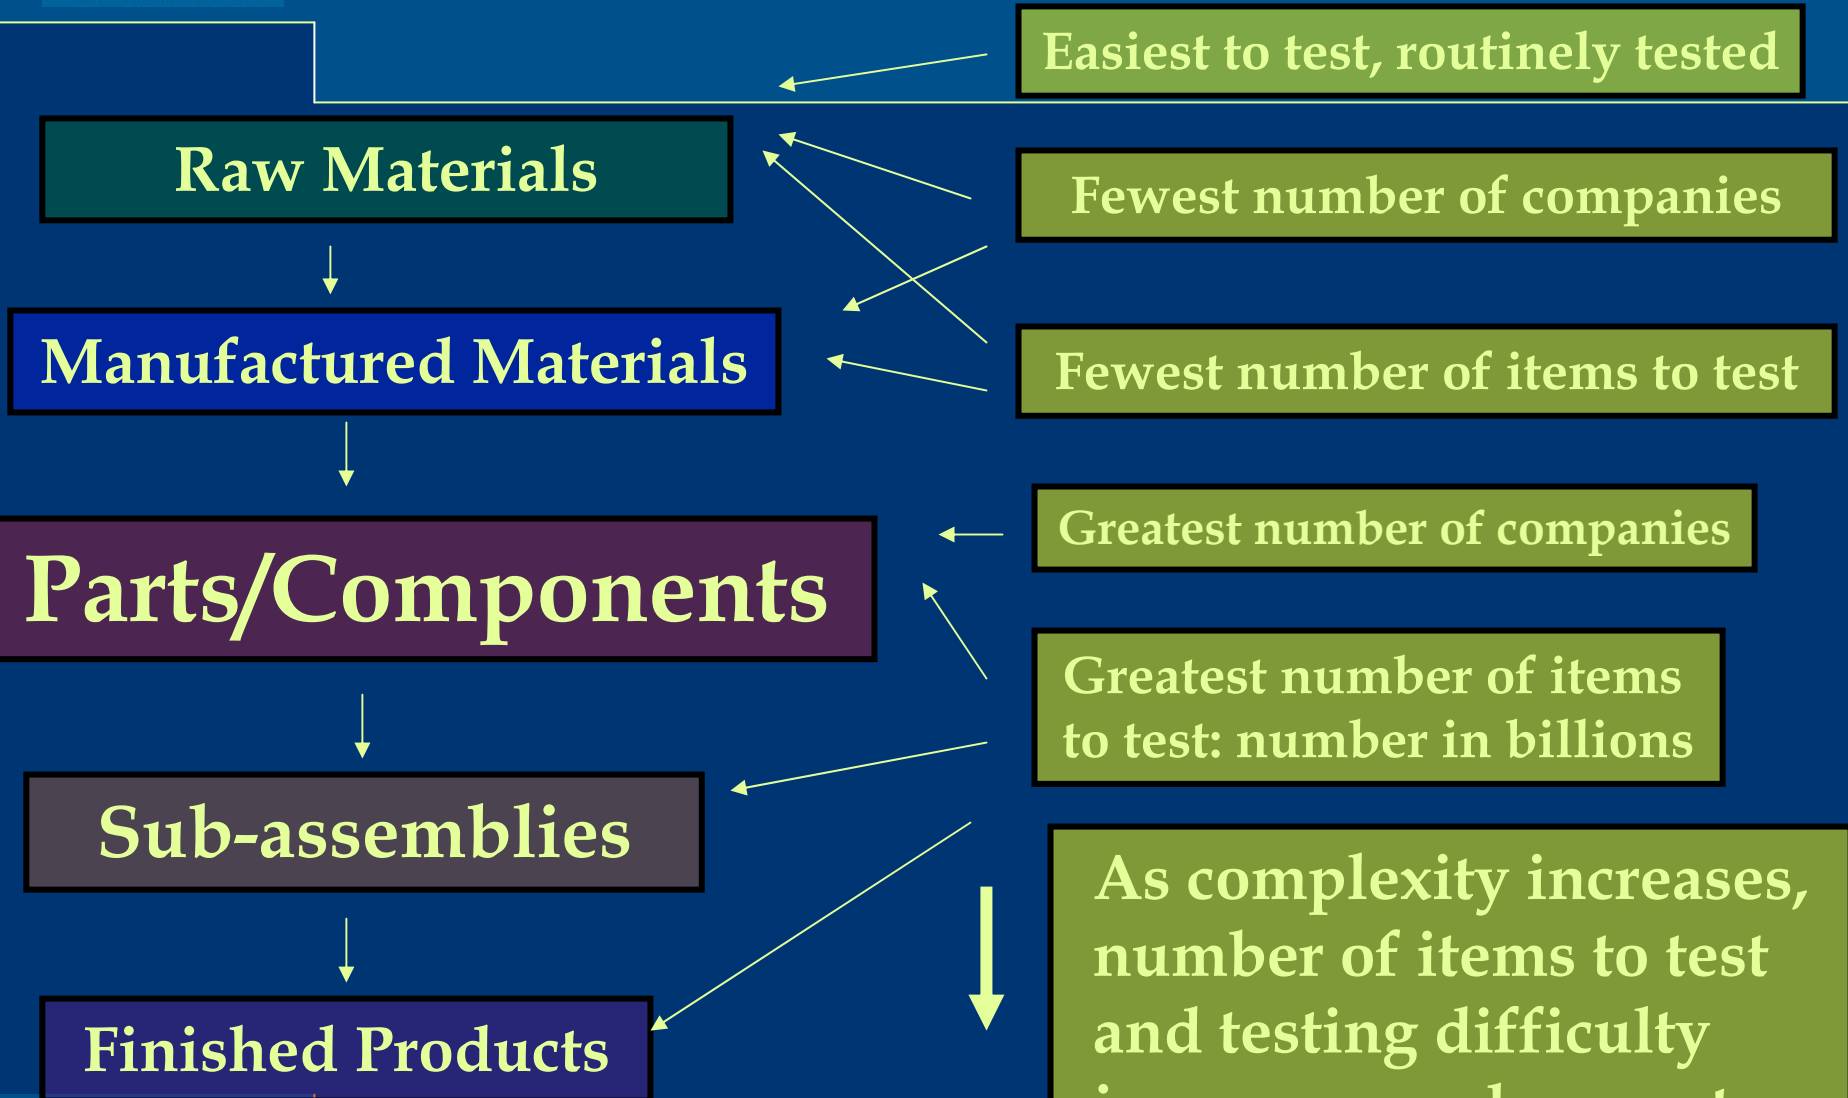 Easiest to test, routinely tested
Raw Materials
Fewest number of companies
Manufactured Materials
Fewest number of items to test
Greatest number of companies
Parts/Components
Greatest number of items
to test: number in billions
Sub-assemblies
As complexity increases,
number of items to test
and testing difficulty
Finished Products